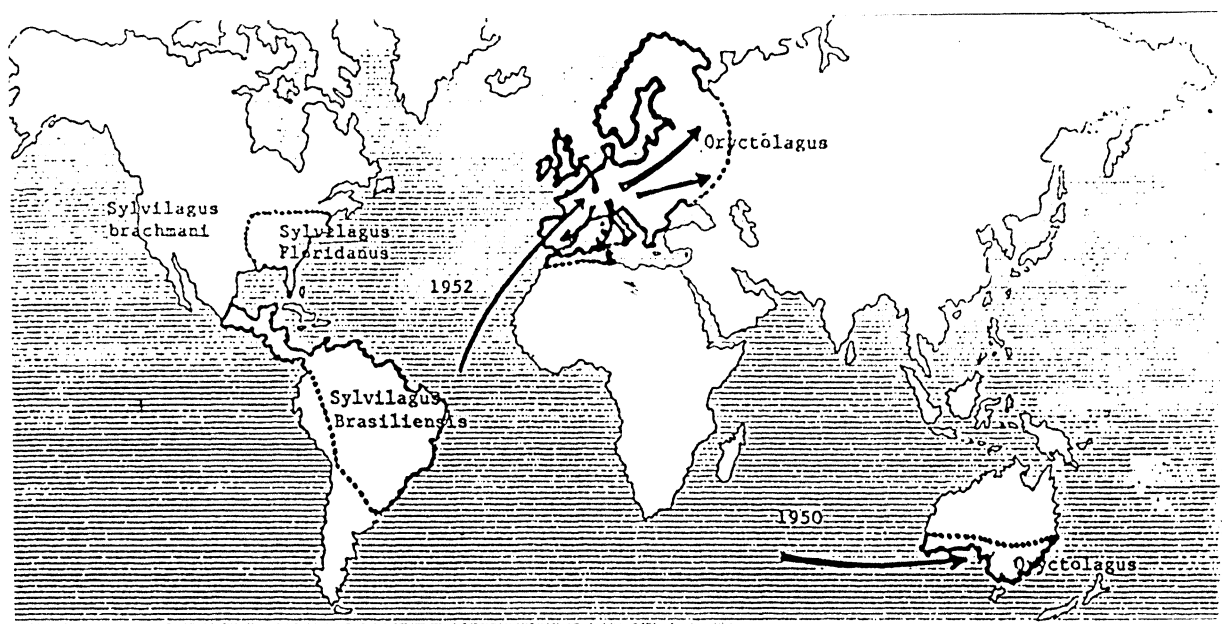 Oryctolagus
Sylvilagus
brachmani
Sylvilagus
Floridanus
1952
Sylvilagus
Brasiliensis
1950
Oryctolagus